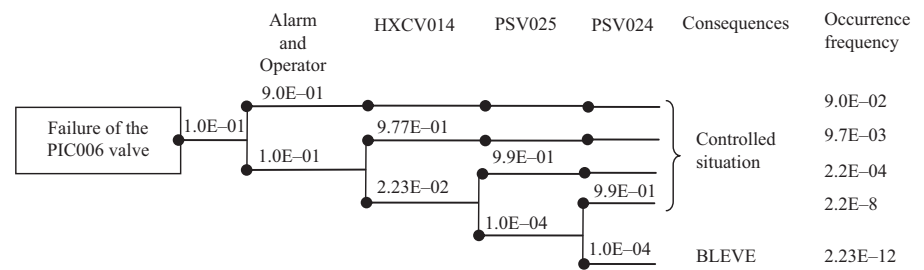 Alarm
and
Operator
HXCV014
PSV025
PSV024
Consequences
Occurrence
frequency
Failure of the
PIC006 valve
1.0E–01
9.0E–01
1.0E–01
9.77E–01
2.23E–02
9.9E–01
1.0E–04
9.9E–01
1.0E–04
Controlled
situation
BLEVE
9.0E–02
9.7E–03
2.2E–04
2.2E–8
2.23E–12